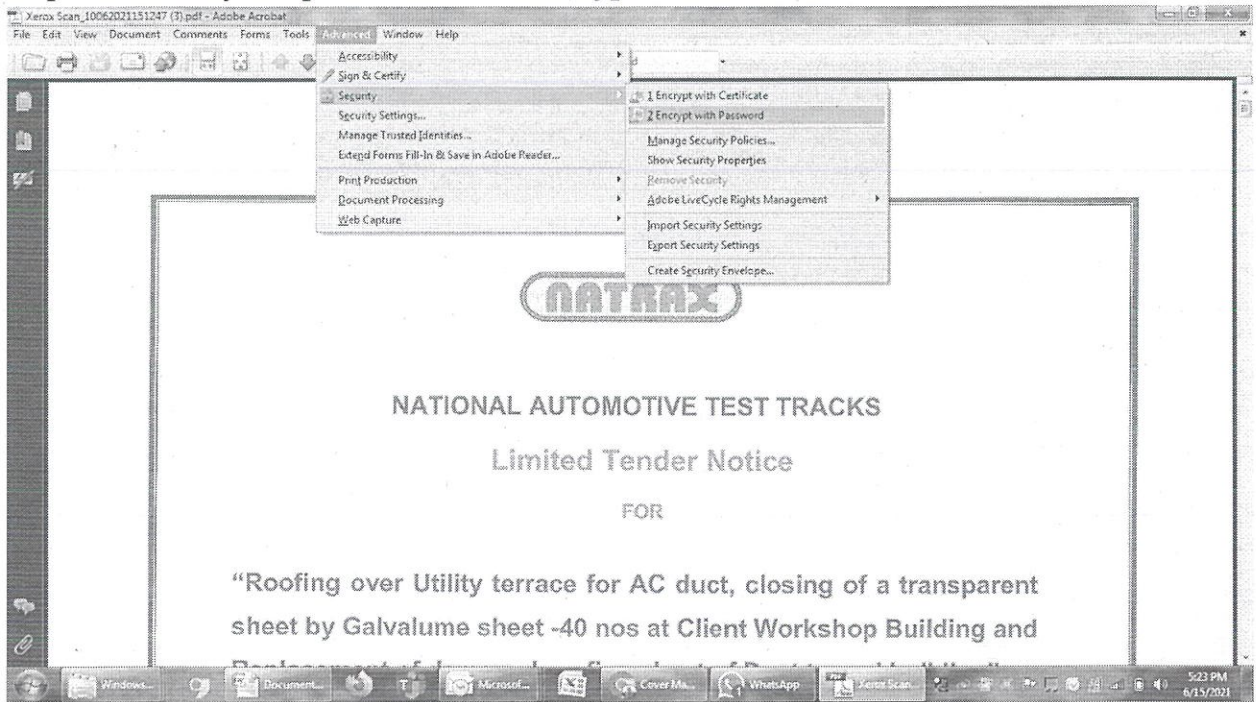 Xerox Scan_10062021151247 (3).pdf - Adobe Acrobat
File Edit View Document Comments Forms Tools Advanced Window Help
Accessibility
Sign & Certify
Security
Security Settings...
Manage Trusted Identities...
Extend Forms Fill-In & Save in Adobe Reader...
Print Production
Document Processing
Web Capture
1 Encrypt with Certificate
2 Encrypt with Password
Manage Security Policies...
Show Security Properties
Remove Security
Adobe LiveCycle Rights Management
Import Security Settings
Export Security Settings
Create Security Envelope...
NATRAX
NATIONAL AUTOMOTIVE TEST TRACKS
Limited Tender Notice
FOR
“Roofing over Utility terrace for AC duct, closing of a transparent
sheet by Galvalume sheet -40 nos at Client Workshop Building and
Windows... Document... Microsof... Cover Ma... WhatsApp Xerox Scan... 5:23 PM
6/15/2021